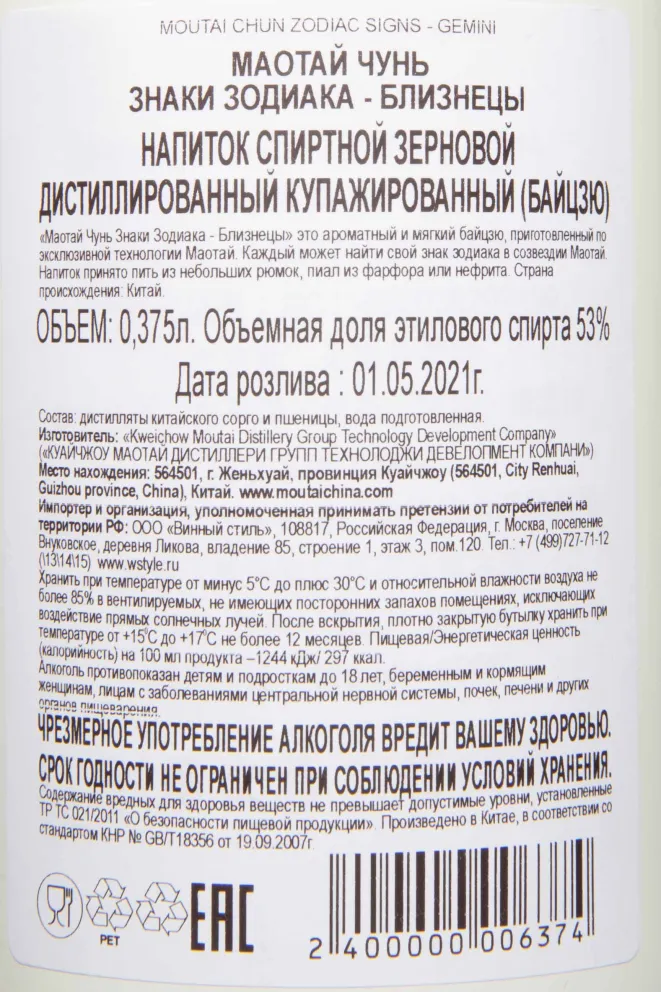 MOUTAI CHUN ZODIAC SIGNS - GEMINI
МАОТАЙ ЧУНЬ
ЗНАКИ ЗОДИАКА - БЛИЗНЕЦЫ
НАПИТОК СПИРТНОЙ ЗЕРНОВОЙ
ДИСТИЛЛИРОВАННЫЙ КУПАЖИРОВАННЫЙ (БАЙЦЗЮ)
«Маотай Чунь Знаки Зодиака - Близнецы» это ароматный и мягкий байцзю, приготовленный по
эксклюзивной технологии Маотай. Каждый может найти свой знак зодиака в созвездии Маотай.
Напиток принято пить из небольших рюмок, пиал из фарфора или нефрита. Страна
происхождения: Китай.
ОБЪЕМ: 0,375л. Объемная доля этилового спирта 53%
Дата розлива : 01.05.2021г.
Состав: дистилляты китайского сорго и пшеницы, вода подготовленная.
Изготовитель: «Kweichow Moutai Distillery Group Technology Development Company»
(«КУАЙЧЖОУ МАОТАЙ ДИСТИЛЛЕРИ ГРУПП ТЕХНОЛОДЖИ ДЕВЕЛОПМЕНТ КОМПАНИ»)
Место нахождения: 564501, г. Женьхуай, провинция Куайчжоу (564501, City Renhuai,
Guizhou province, China), Китай. www.moutaichina.com
Импортер и организация, уполномоченная принимать претензии от потребителей на
территории РФ: ООО «Винный стиль», 108817, Российская Федерация, г. Москва, поселение
Внуковское, деревня Ликова, владение 85, строение 1, этаж 3, пом.120. Тел.: +7 (499)727-71-12
(\13\14\15) www.wstyle.ru
Хранить при температуре от минус 5°С до плюс 30°С и относительной влажности воздуха не
более 85% в вентилируемых, не имеющих посторонних запахов помещениях, исключающих
воздействие прямых солнечных лучей. После вскрытия, плотно закрытую бутылку хранить при
температуре от +15°С до +17°С не более 12 месяцев. Пищевая/Энергетическая ценность
(калорийность) на 100 мл продукта –1244 кДж/ 297 ккал.
Алкоголь противопоказан детям и подросткам до 18 лет, беременным и кормящим
женщинам, лицам с заболеваниями центральной нервной системы, почек, печени и других
органов пищеварения.
ЧРЕЗМЕРНОЕ УПОТРЕБЛЕНИЕ АЛКОГОЛЯ ВРЕДИТ ВАШЕМУ ЗДОРОВЬЮ.
СРОК ГОДНОСТИ НЕ ОГРАНИЧЕН ПРИ СОБЛЮДЕНИИ УСЛОВИЙ ХРАНЕНИЯ.
Содержание вредных для здоровья веществ не превышает допустимые уровни, установленные
ТР ТС 021/2011 «О безопасности пищевой продукции». Произведено в Китае, в соответствии со
стандартом КНР № GB/T18356 от 19.09.2007г.
PET
EAC
2 400000 006374